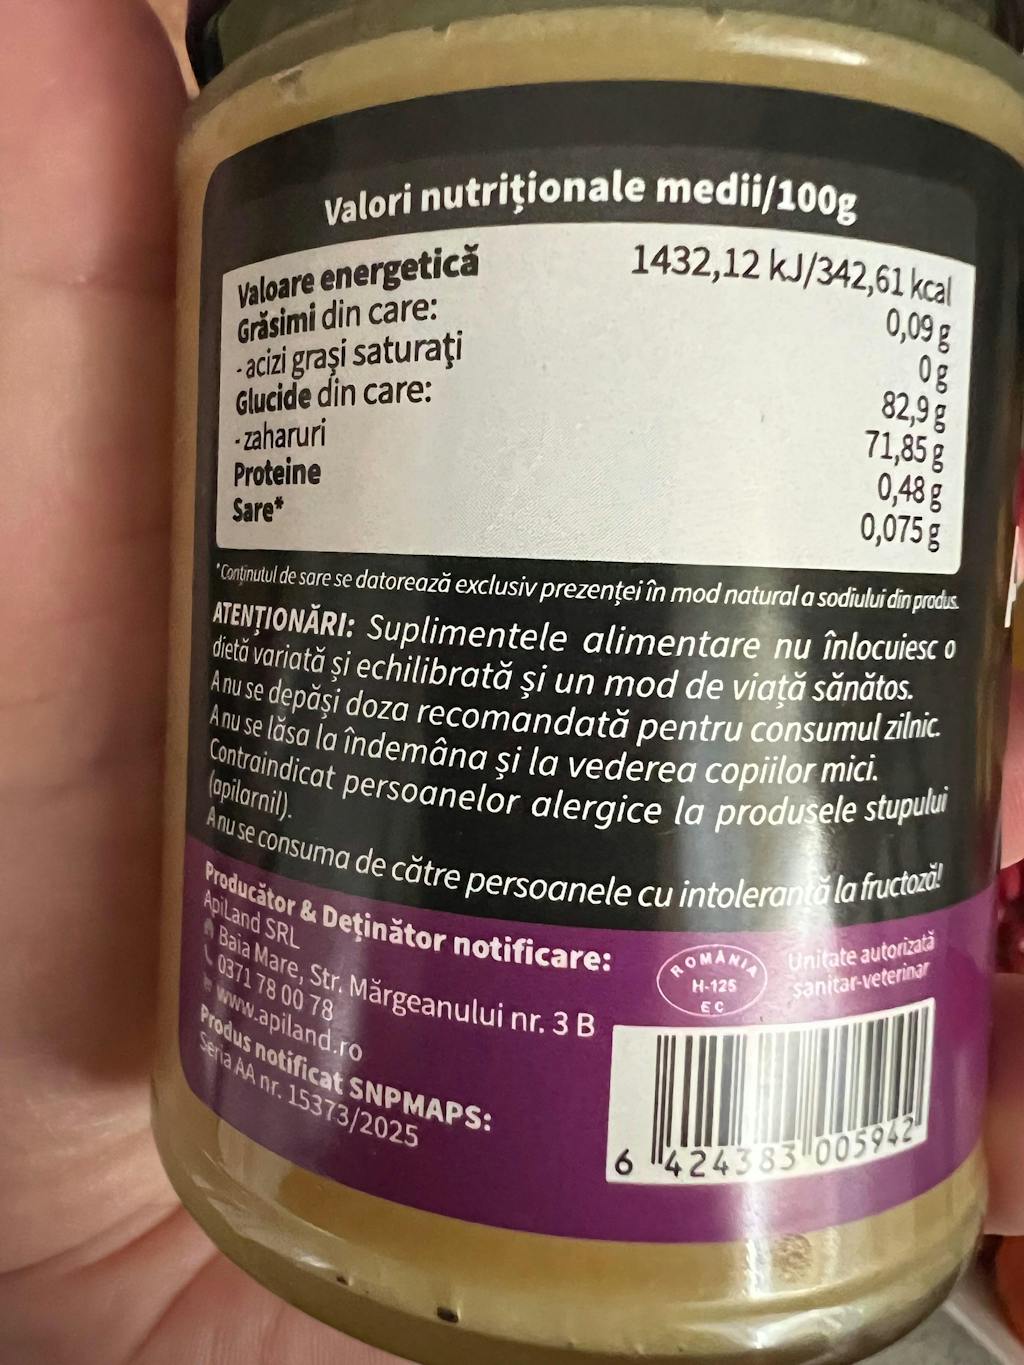 Valori nutriționale medii/100g
Valoare energetică 1432,12 kJ/342,61 kcal
Grăsimi din care: 0,09 g
- acizi grași saturați 0 g
Glucide din care: 82,9 g
- zaharuri 71,85 g
Proteine 0,48 g
Sare* 0,075 g
*Conținutul de sare se datorează exclusiv prezenței în mod natural a sodiului din produs.
ATENȚIONĂRI: Suplimentele alimentare nu înlocuiesc o
dietă variată și echilibrată și un mod de viață sănătos.
A nu se depăși doza recomandată pentru consumul zilnic.
A nu se lăsa la îndemâna și la vederea copiilor mici.
Contraindicat persoanelor alergice la produsele stupului
(apilarnil).
A nu se consuma de către persoanele cu intoleranță la fructoză!
Producător & Deținător notificare:
ApiLand SRL
Baia Mare, Str. Mărgeanului nr. 3 B
0371 78 00 78
www.apiland.ro
Produs notificat SNPMAPS:
Seria AA nr. 15373/2025
ROMÂNIA
H-125
EC
Unitate autorizată
sanitar-veterinar
6 424383 005942